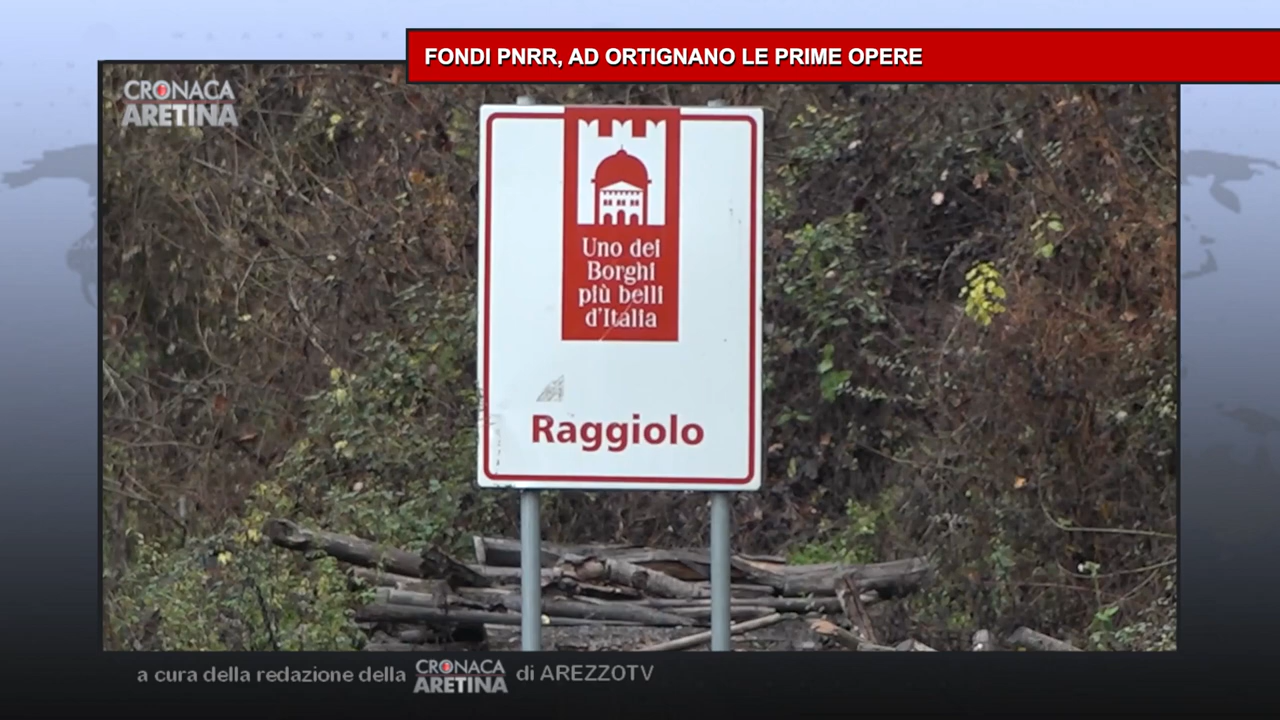 FONDI PNRR, AD ORTIGNANO LE PRIME OPERE
CRONACA
ARETINA
Uno dei
Borghi
più belli
d'Italia
Raggiolo
a cura della redazione della CRONACA ARETINA di AREZZOTV